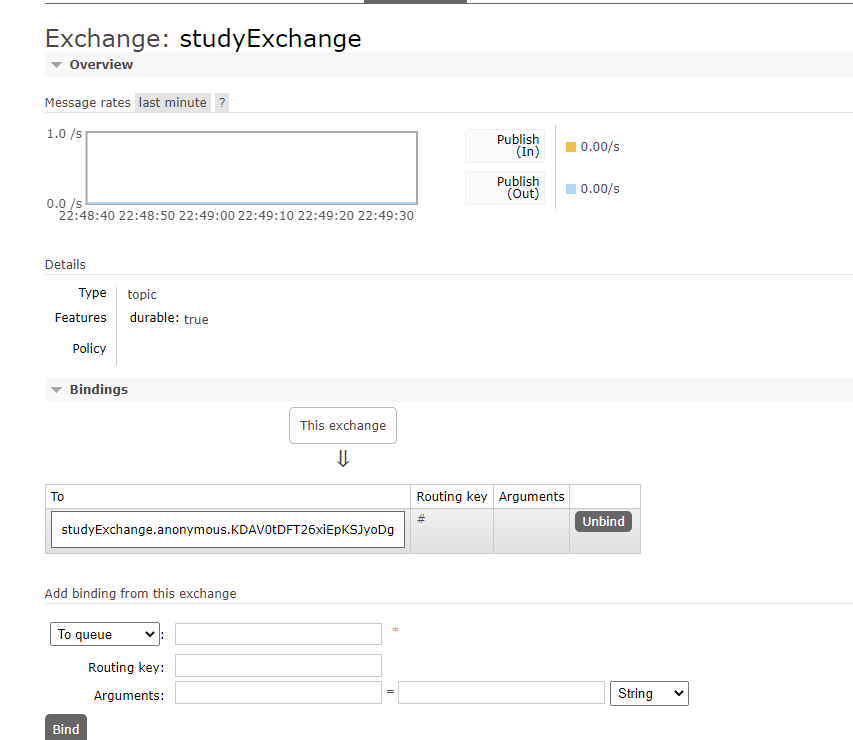 Exchange: studyExchange
Overview
Message rates last minute ?
1.0 /s
0.0 /s
22:48:40 22:48:50 22:49:00 22:49:10 22:49:20 22:49:30
Publish
(In)
0.00/s
Publish
(Out)
0.00/s
Details
Type topic
Features durable: true
Policy
Bindings
This exchange
⇓
To Routing key Arguments
studyExchange.anonymous.KDAV0tDFT26xiEpKSJyoDg # Unbind
Add binding from this exchange
To queue : *
Routing key:
Arguments: = String
Bind